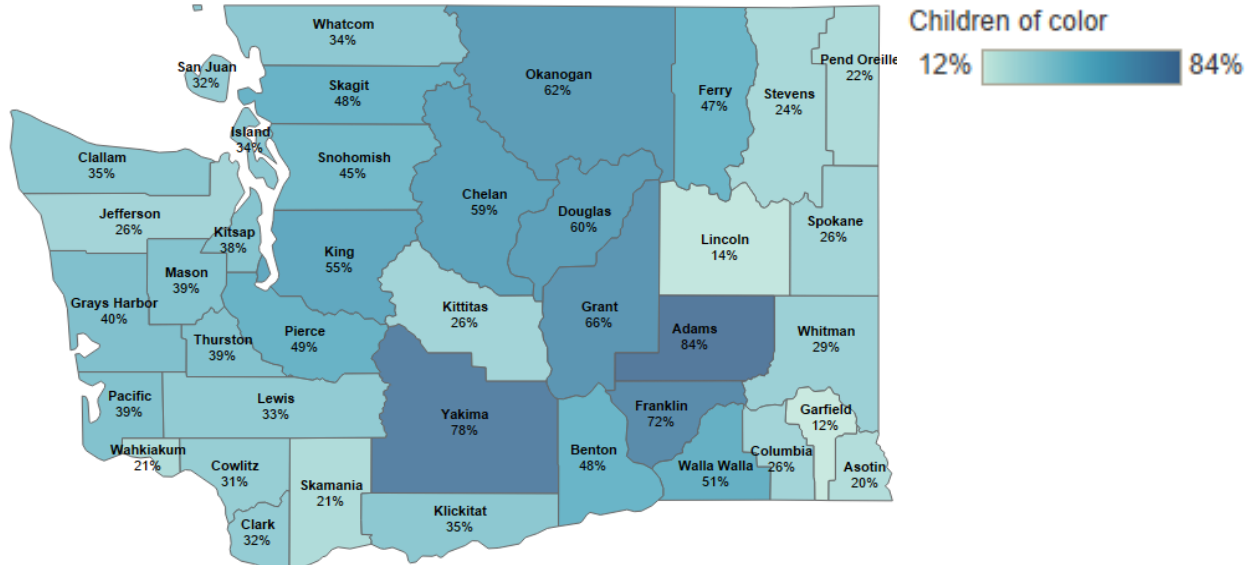 Children of color
12%
84%
Whatcom
34%
San Juan
32%
Skagit
48%
Island
34%
Okanogan
62%
Ferry
47%
Stevens
24%
Pend Oreille
22%
Clallam
35%
Snohomish
45%
Chelan
59%
Douglas
60%
Jefferson
26%
Kitsap
38%
King
55%
Lincoln
14%
Spokane
26%
Mason
39%
Grays Harbor
40%
Thurston
39%
Pierce
49%
Kittitas
26%
Grant
66%
Adams
84%
Whitman
29%
Pacific
39%
Lewis
33%
Yakima
78%
Franklin
72%
Garfield
12%
Wahkiakum
21%
Cowlitz
31%
Skamania
21%
Benton
48%
Walla Walla
51%
Columbia
26%
Asotin
20%
Clark
32%
Klickitat
35%